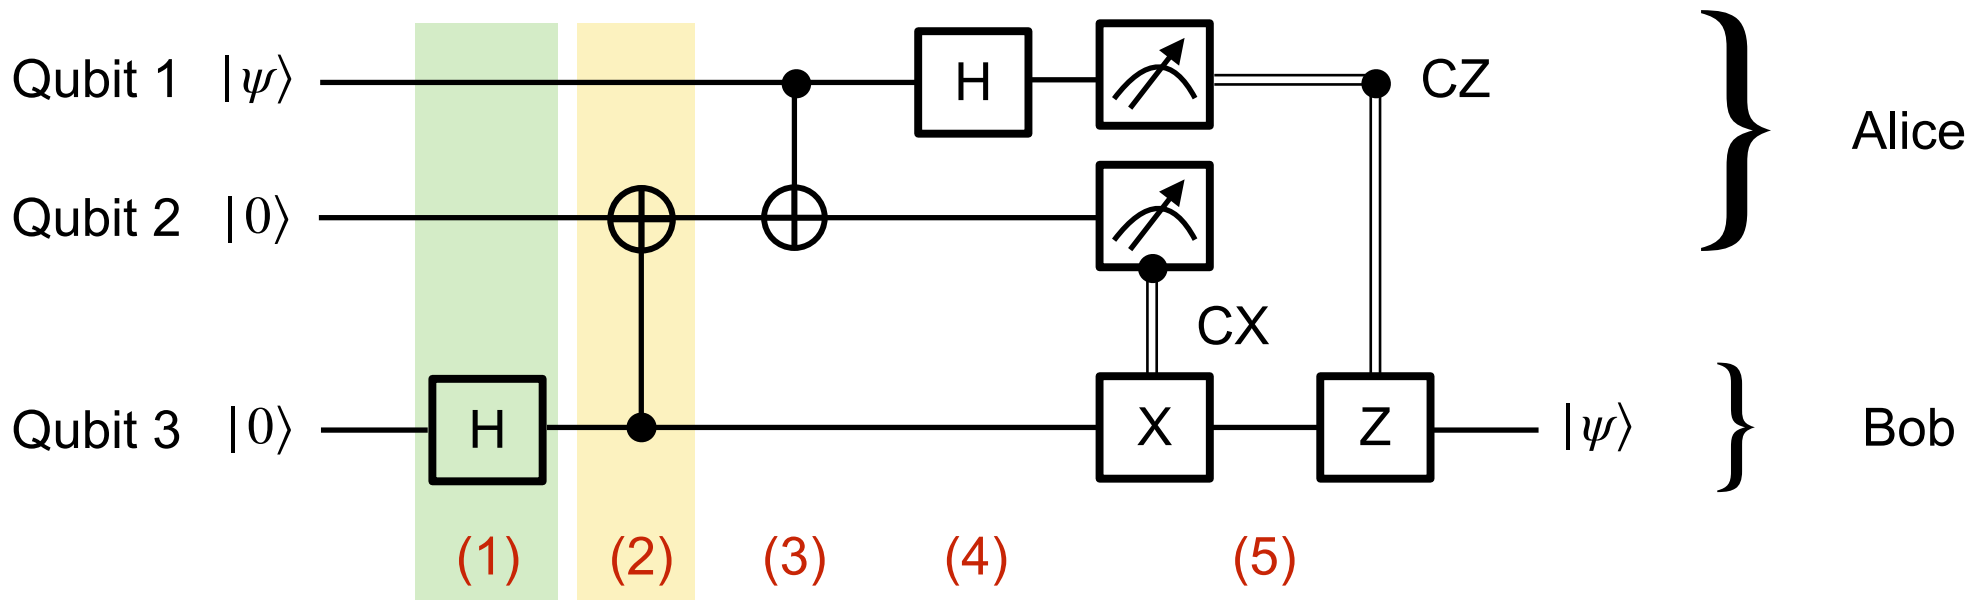 Qubit 1 |ψ⟩ H CZ Alice
Qubit 2 |0⟩
CX
Qubit 3 |0⟩ H X Z |ψ⟩ Bob
(1) (2) (3) (4) (5)